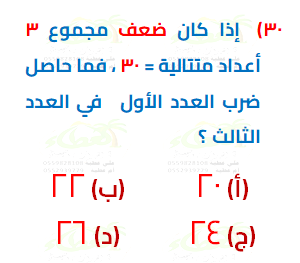 ٣٠) إذا كان ضعف مجموع ٣
أعداد متتالية = ٣٠ ، فما حاصل
ضرب العدد الأول في العدد
الثالث ؟
(أ) ٢٠ (ب) ٢٢
(ج) ٢٤ (د) ٢٦